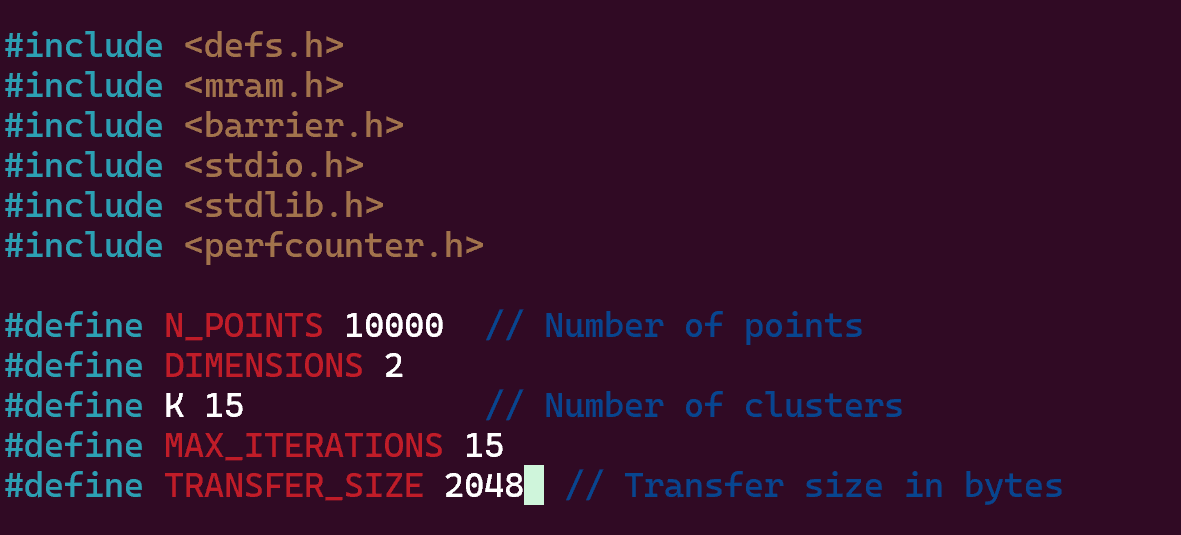 #include <defs.h>
#include <mram.h>
#include <barrier.h>
#include <stdio.h>
#include <stdlib.h>
#include <perfcounter.h>
#define N_POINTS 10000  // Number of points
#define DIMENSIONS 2
#define K 15            // Number of clusters
#define MAX_ITERATIONS 15
#define TRANSFER_SIZE 2048  // Transfer size in bytes